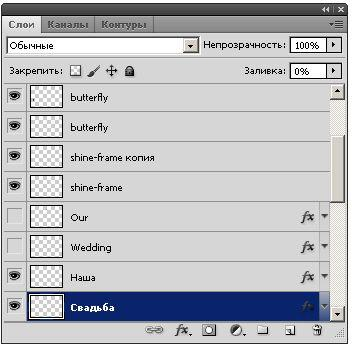 Слои Каналы Контуры
Обычные Непрозрачность: 100%
Закрепить: Заливка: 0%
butterfly
butterfly
shine-frame копия
shine-frame
Our fx
Wedding fx
Наша fx
Свадьба fx
fx.